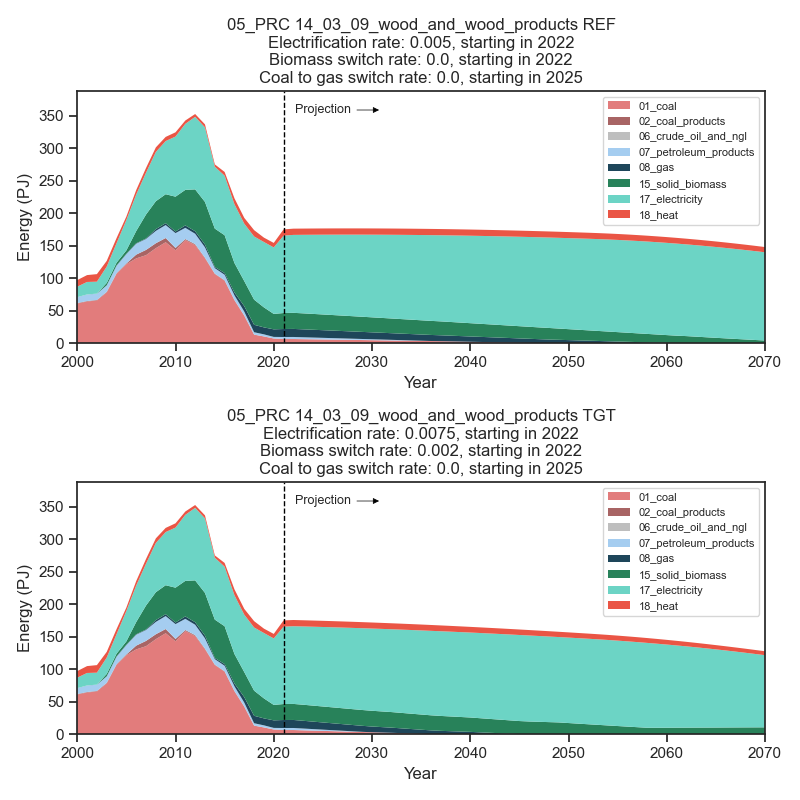 05_PRC 14_03_09_wood_and_wood_products REF
Electrification rate: 0.005, starting in 2022
Biomass switch rate: 0.0, starting in 2022
Coal to gas switch rate: 0.0, starting in 2025
Projection
01_coal
02_coal_products
06_crude_oil_and_ngl
07_petroleum_products
08_gas
15_solid_biomass
17_electricity
18_heat
350
300
250
200
150
100
50
0
Energy (PJ)
2000 2010 2020 2030 2040 2050 2060 2070
Year
05_PRC 14_03_09_wood_and_wood_products TGT
Electrification rate: 0.0075, starting in 2022
Biomass switch rate: 0.002, starting in 2022
Coal to gas switch rate: 0.0, starting in 2025
Projection
01_coal
02_coal_products
06_crude_oil_and_ngl
07_petroleum_products
08_gas
15_solid_biomass
17_electricity
18_heat
350
300
250
200
150
100
50
0
Energy (PJ)
2000 2010 2020 2030 2040 2050 2060 2070
Year